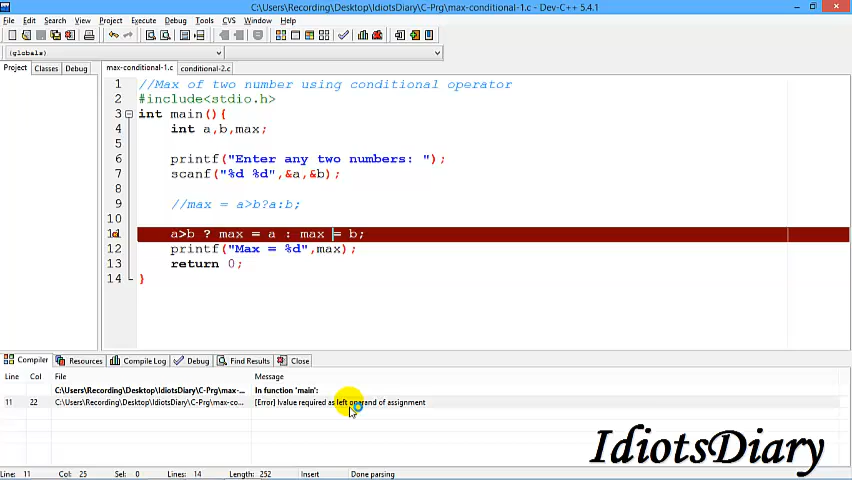 C:\Users\Recording\Desktop\IdiotsDiary\C-Prg\max-conditional-1.c - Dev-C++ 5.4.1
File Edit Search View Project Execute Debug Tools CVS Window Help
(globals)
Project Classes Debug
max-conditional-1.c conditional-2.c
1 //Max of two number using conditional operator
2 #include<stdio.h>
3 int main(){
4 int a,b,max;
5
6 printf("Enter any two numbers: ");
7 scanf("%d %d",&a,&b);
8
9 //max = a>b?a:b;
10
11 a>b ? max = a : max = b;
12 printf("Max = %d",max);
13 return 0;
14 }
Compiler Resources Compile Log Debug Find Results Close
Line Col File Message
C:\Users\Recording\Desktop\IdiotsDiary\C-Prg\max-... In function 'main':
11 22 C:\Users\Recording\Desktop\IdiotsDiary\C-Prg\max-co... [Error] lvalue required as left operand of assignment
IdiotsDiary
Line: 11 Col: 25 Sel: 0 Lines: 14 Length: 252 Insert Done parsing